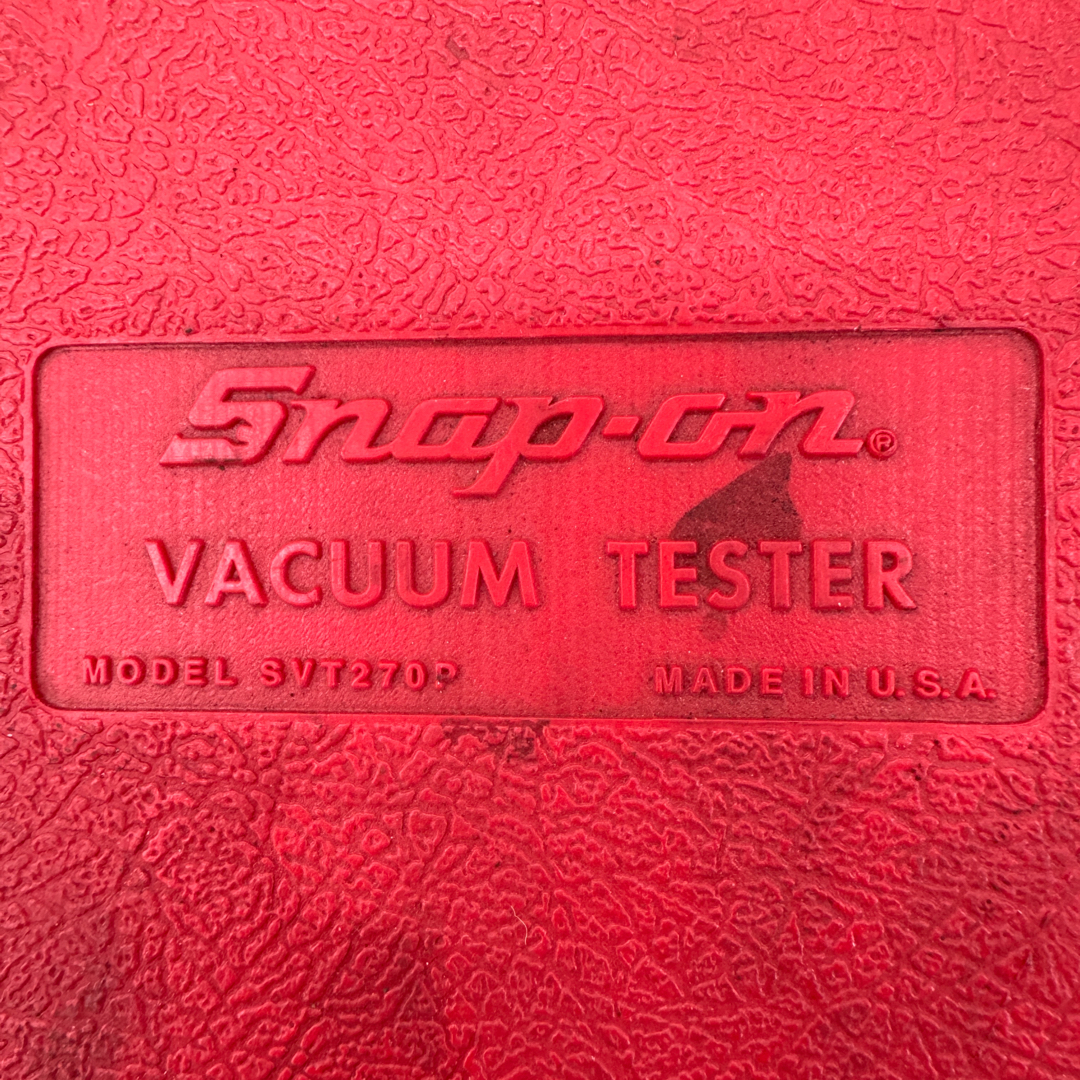 Snap-on®
VACUUM TESTER
MODEL SVT270P MADE IN U.S.A.